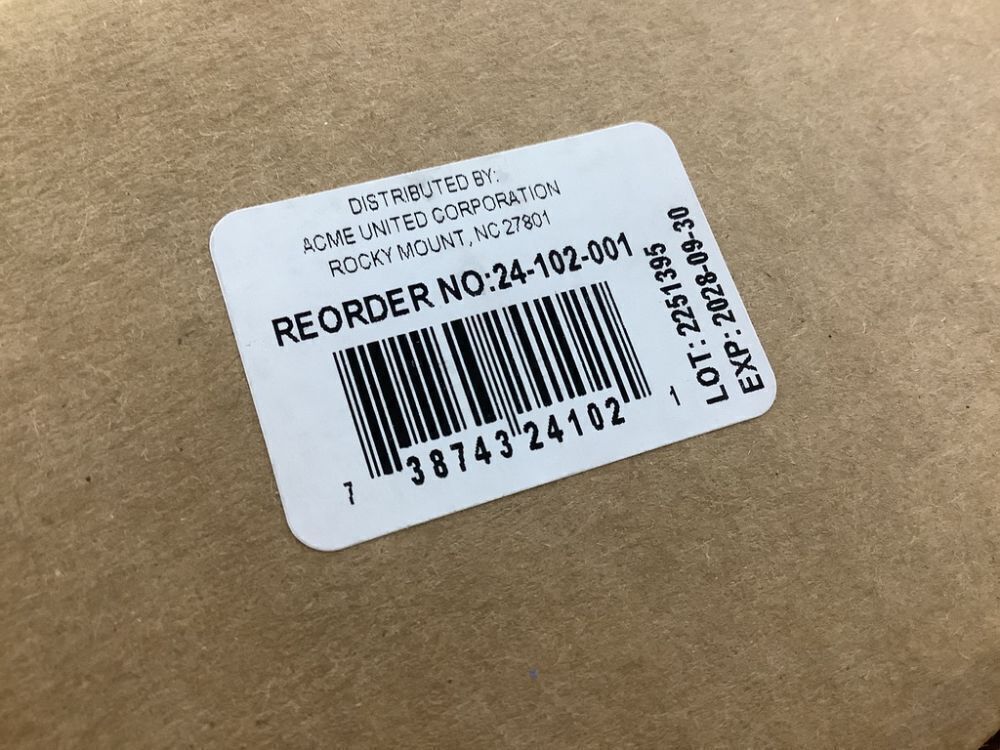 DISTRIBUTED BY:
ACME UNITED CORPORATION
ROCKY MOUNT, NC 27801
REORDER NO:24-102-001
7 38743 24102 1
LOT: 2251395
EXP: 2028-09-30